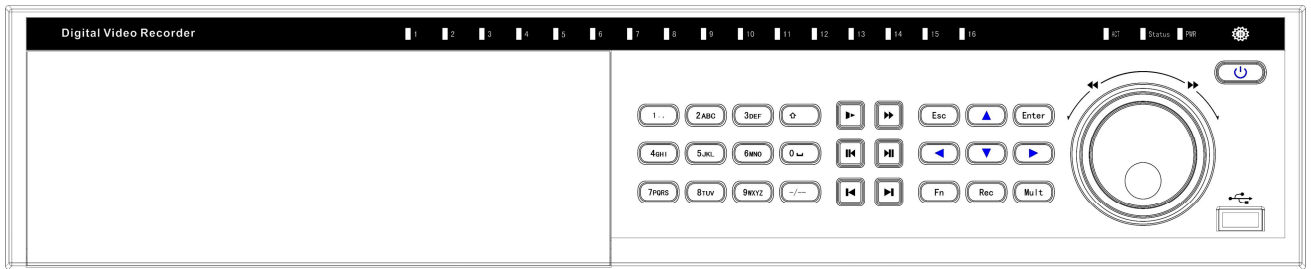 Digital Video Recorder 1 2 3 4 5 6 7 8 9 10 11 12 13 14 15 16 ACT Status PWR
1., 2ABC 3DEF Esc Enter
4GHI 5JKL 6MNO 0
7PQRS 8TUV 9WXYZ -/-- Fn Rec Mult